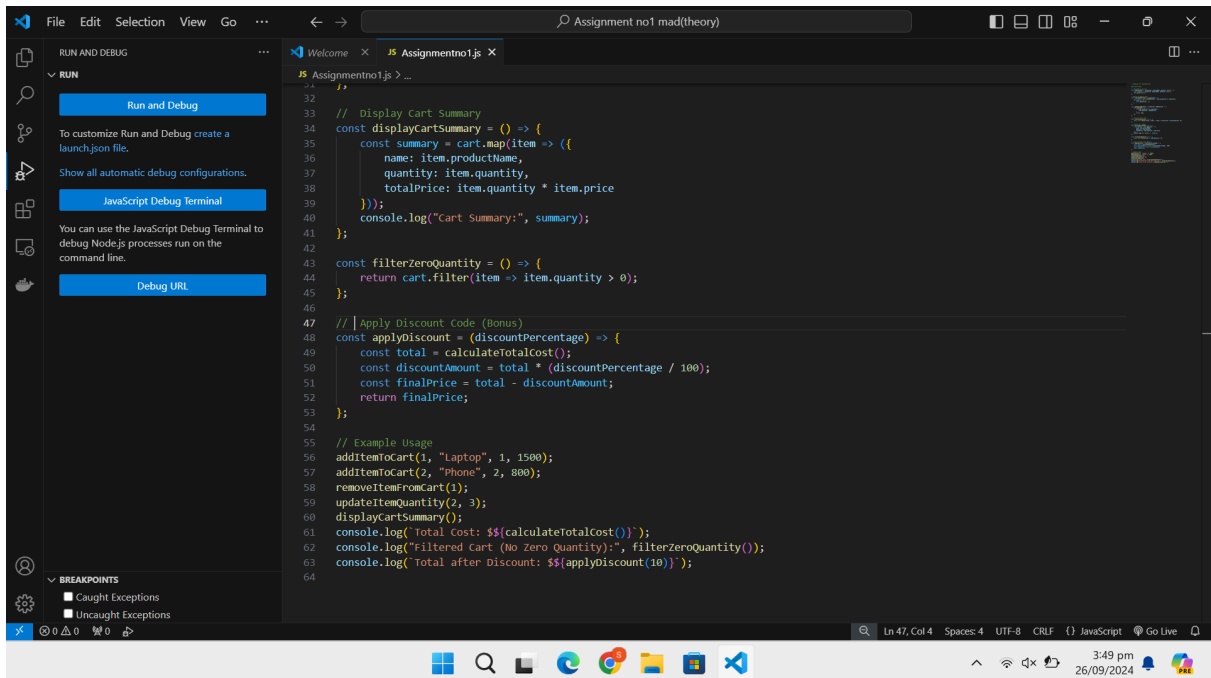 File Edit Selection View Go ··· Assignment no1 mad(theory)
RUN AND DEBUG ···
RUN
Run and Debug
To customize Run and Debug create a
launch.json file.
Show all automatic debug configurations.
JavaScript Debug Terminal
You can use the JavaScript Debug Terminal to
debug Node.js processes run on the
command line.
Debug URL
BREAKPOINTS
Caught Exceptions
Uncaught Exceptions
Welcome JS Assignmentno1.js
JS Assignmentno1.js > ...
31 };
32
33 // Display Cart Summary
34 const displayCartSummary = () => {
35 const summary = cart.map(item => ({
36 name: item.productName,
37 quantity: item.quantity,
38 totalPrice: item.quantity * item.price
39 }));
40 console.log("Cart Summary:", summary);
41 };
42
43 const filterZeroQuantity = () => {
44 return cart.filter(item => item.quantity > 0);
45 };
46
47 // Apply Discount Code (Bonus)
48 const applyDiscount = (discountPercentage) => {
49 const total = calculateTotalCost();
50 const discountAmount = total * (discountPercentage / 100);
51 const finalPrice = total - discountAmount;
52 return finalPrice;
53 };
54
55 // Example Usage
56 addItemToCart(1, "Laptop", 1, 1500);
57 addItemToCart(2, "Phone", 2, 800);
58 removeItemFromCart(1);
59 updateItemQuantity(2, 3);
60 displayCartSummary();
61 console.log(`Total Cost: $${calculateTotalCost()}`);
62 console.log("Filtered Cart (No Zero Quantity):", filterZeroQuantity());
63 console.log(`Total after Discount: $${applyDiscount(10)}`);
64
0 0 0 Ln 47, Col 4 Spaces: 4 UTF-8 CRLF {} JavaScript Go Live
S 3:49 pm
26/09/2024 PRE